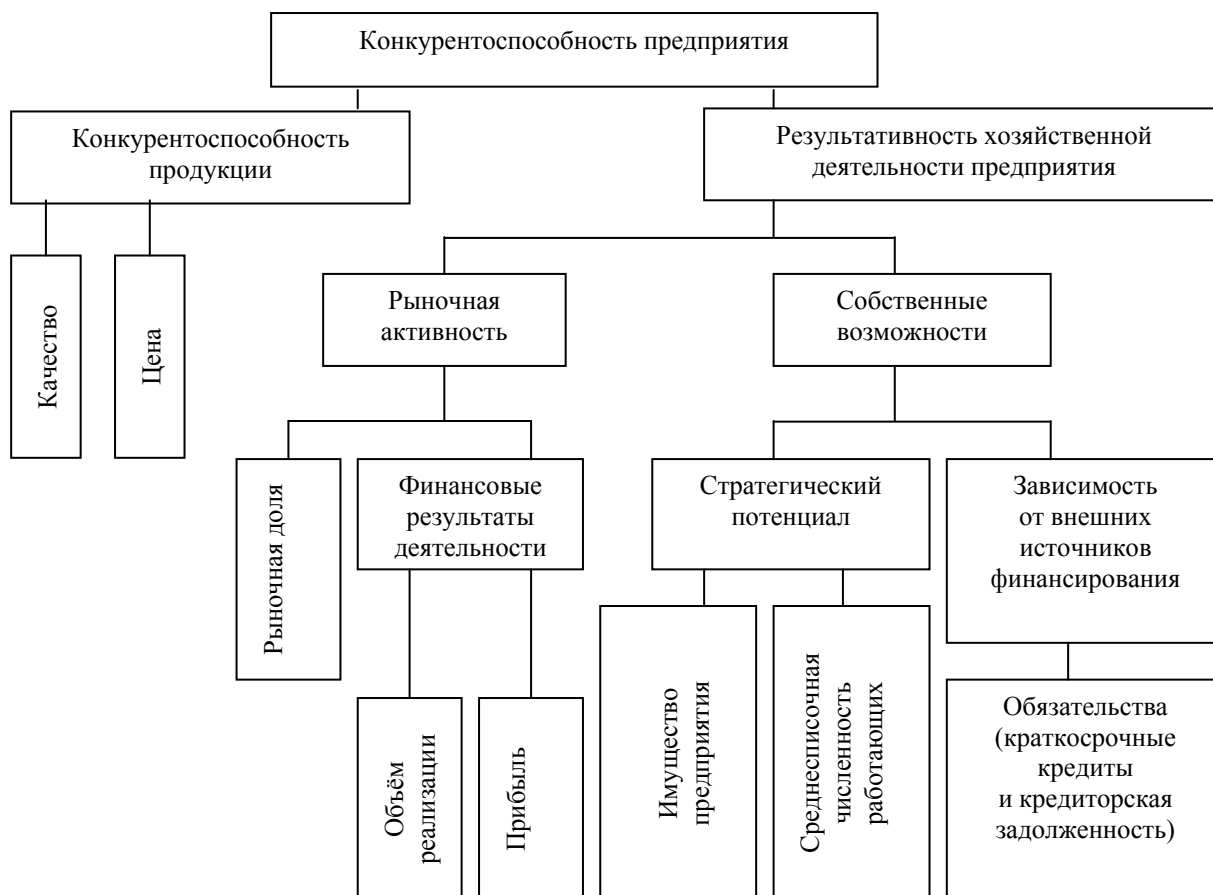 Конкурентоспособность предприятия
Конкурентоспособность
продукции
Результативность хозяйственной
деятельности предприятия
Качество
Цена
Рыночная
активность
Собственные
возможности
Рыночная доля
Финансовые
результаты
деятельности
Стратегический
потенциал
Зависимость
от внешних
источников
финансирования
Объём
реализации
Прибыль
Имущество
предприятия
Среднесписочная
численность
работающих
Обязательства
(краткосрочные
кредиты
и кредиторская
задолженность)